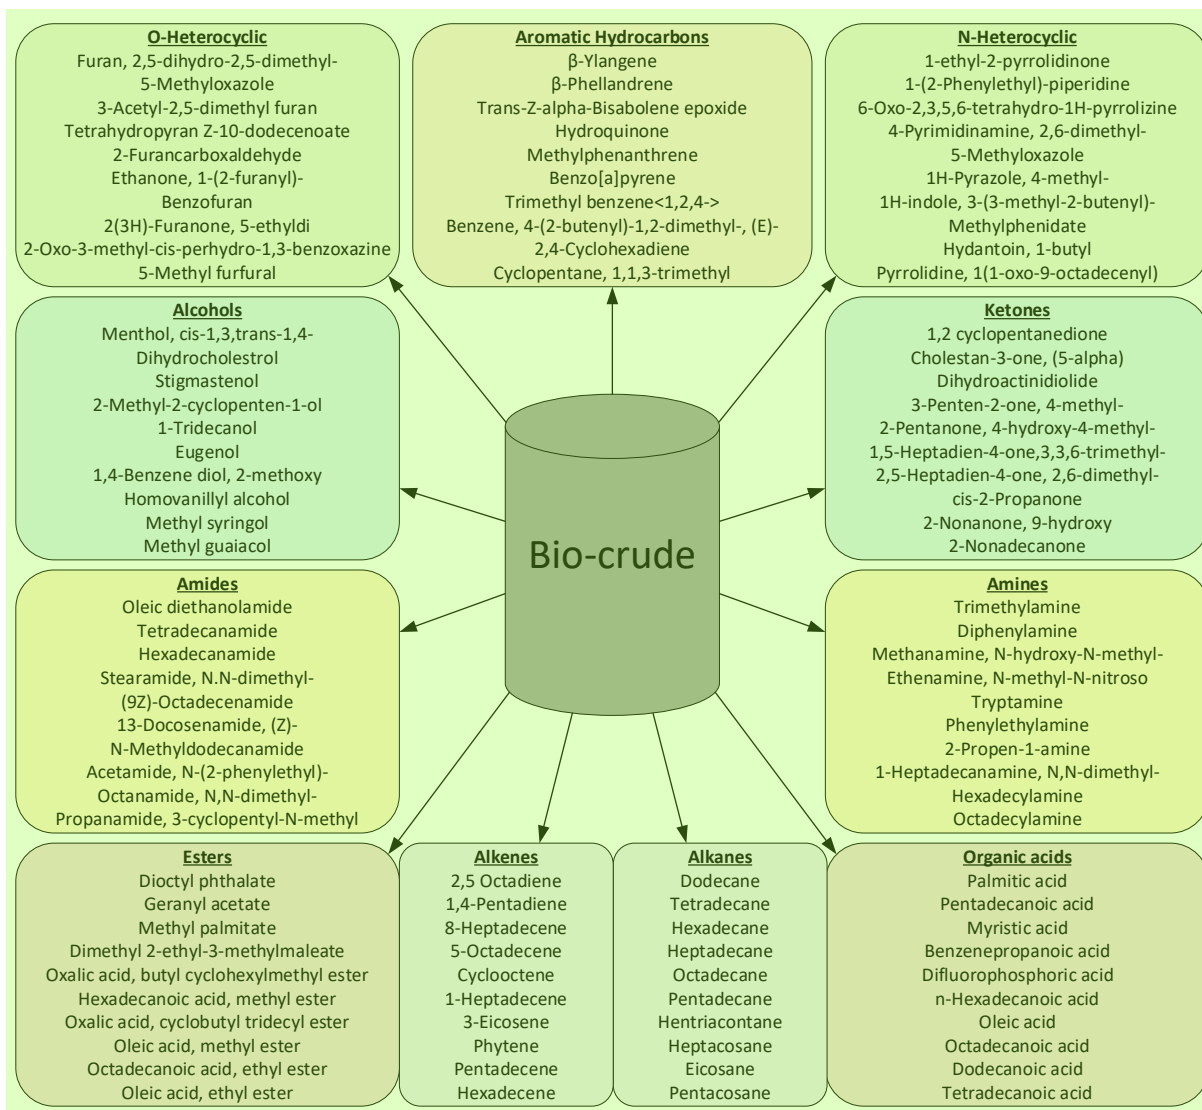 O-Heterocyclic
Furan, 2,5-dihydro-2,5-dimethyl-
5-Methyloxazole
3-Acetyl-2,5-dimethyl furan
Tetrahydropyran Z-10-dodecenoate
2-Furancarboxaldehyde
Ethanone, 1-(2-furanyl)-
Benzofuran
2(3H)-Furanone, 5-ethyldi
2-Oxo-3-methyl-cis-perhydro-1,3-benzoxazine
5-Methyl furfural
Aromatic Hydrocarbons
β-Ylangene
β-Phellandrene
Trans-Z-alpha-Bisabolene epoxide
Hydroquinone
Methylphenanthrene
Benzo[a]pyrene
Trimethyl benzene<1,2,4->
Benzene, 4-(2-butenyl)-1,2-dimethyl-, (E)-
2,4-Cyclohexadiene
Cyclopentane, 1,1,3-trimethyl
N-Heterocyclic
1-ethyl-2-pyrrolidinone
1-(2-Phenylethyl)-piperidine
6-Oxo-2,3,5,6-tetrahydro-1H-pyrrolizine
4-Pyrimidinamine, 2,6-dimethyl-
5-Methyloxazole
1H-Pyrazole, 4-methyl-
1H-indole, 3-(3-methyl-2-butenyl)-
Methylphenidate
Hydantoin, 1-butyl
Pyrrolidine, 1(1-oxo-9-octadecenyl)
Alcohols
Menthol, cis-1,3,trans-1,4-
Dihydrocholestrol
Stigmastenol
2-Methyl-2-cyclopenten-1-ol
1-Tridecanol
Eugenol
1,4-Benzene diol, 2-methoxy
Homovanillyl alcohol
Methyl syringol
Methyl guaiacol
Bio-crude
Ketones
1,2 cyclopentanedione
Cholestan-3-one, (5-alpha)
Dihydroactinidiolide
3-Penten-2-one, 4-methyl-
2-Pentanone, 4-hydroxy-4-methyl-
1,5-Heptadien-4-one,3,3,6-trimethyl-
2,5-Heptadien-4-one, 2,6-dimethyl-
cis-2-Propanone
2-Nonanone, 9-hydroxy
2-Nonadecanone
Amides
Oleic diethanolamide
Tetradecanamide
Hexadecanamide
Stearamide, N.N-dimethyl-
(9Z)-Octadecenamide
13-Docosenamide, (Z)-
N-Methyldodecanamide
Acetamide, N-(2-phenylethyl)-
Octanamide, N,N-dimethyl-
Propanamide, 3-cyclopentyl-N-methyl
Amines
Trimethylamine
Diphenylamine
Methanamine, N-hydroxy-N-methyl-
Ethenamine, N-methyl-N-nitroso
Tryptamine
Phenylethylamine
2-Propen-1-amine
1-Heptadecanamine, N,N-dimethyl-
Hexadecylamine
Octadecylamine
Esters
Dioctyl phthalate
Geranyl acetate
Methyl palmitate
Dimethyl 2-ethyl-3-methylmaleate
Oxalic acid, butyl cyclohexylmethyl ester
Hexadecanoic acid, methyl ester
Oxalic acid, cyclobutyl tridecyl ester
Oleic acid, methyl ester
Octadecanoic acid, ethyl ester
Oleic acid, ethyl ester
Alkenes
2,5 Octadiene
1,4-Pentadiene
8-Heptadecene
5-Octadecene
Cyclooctene
1-Heptadecene
3-Eicosene
Phytene
Pentadecene
Hexadecene
Alkanes
Dodecane
Tetradecane
Hexadecane
Heptadecane
Octadecane
Pentadecane
Hentriacontane
Heptacosane
Eicosane
Pentacosane
Organic acids
Palmitic acid
Pentadecanoic acid
Myristic acid
Benzenepropanoic acid
Difluorophosphoric acid
n-Hexadecanoic acid
Oleic acid
Octadecanoic acid
Dodecanoic acid
Tetradecanoic acid